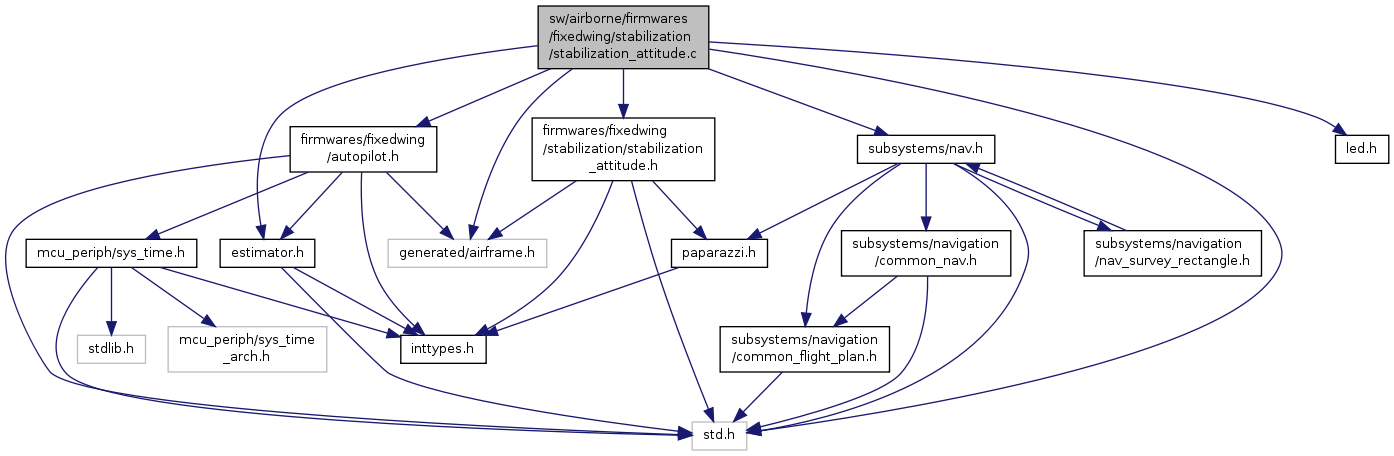 sw/airborne/firmwares
/fixedwing/stabilization
/stabilization_attitude.c
firmwares/fixedwing
/autopilot.h
firmwares/fixedwing
/stabilization/stabilization
_attitude.h
subsystems/nav.h
led.h
mcu_periph/sys_time.h
estimator.h
generated/airframe.h
paparazzi.h
subsystems/navigation
/common_nav.h
subsystems/navigation
/nav_survey_rectangle.h
stdlib.h
mcu_periph/sys_time
_arch.h
inttypes.h
subsystems/navigation
/common_flight_plan.h
std.h